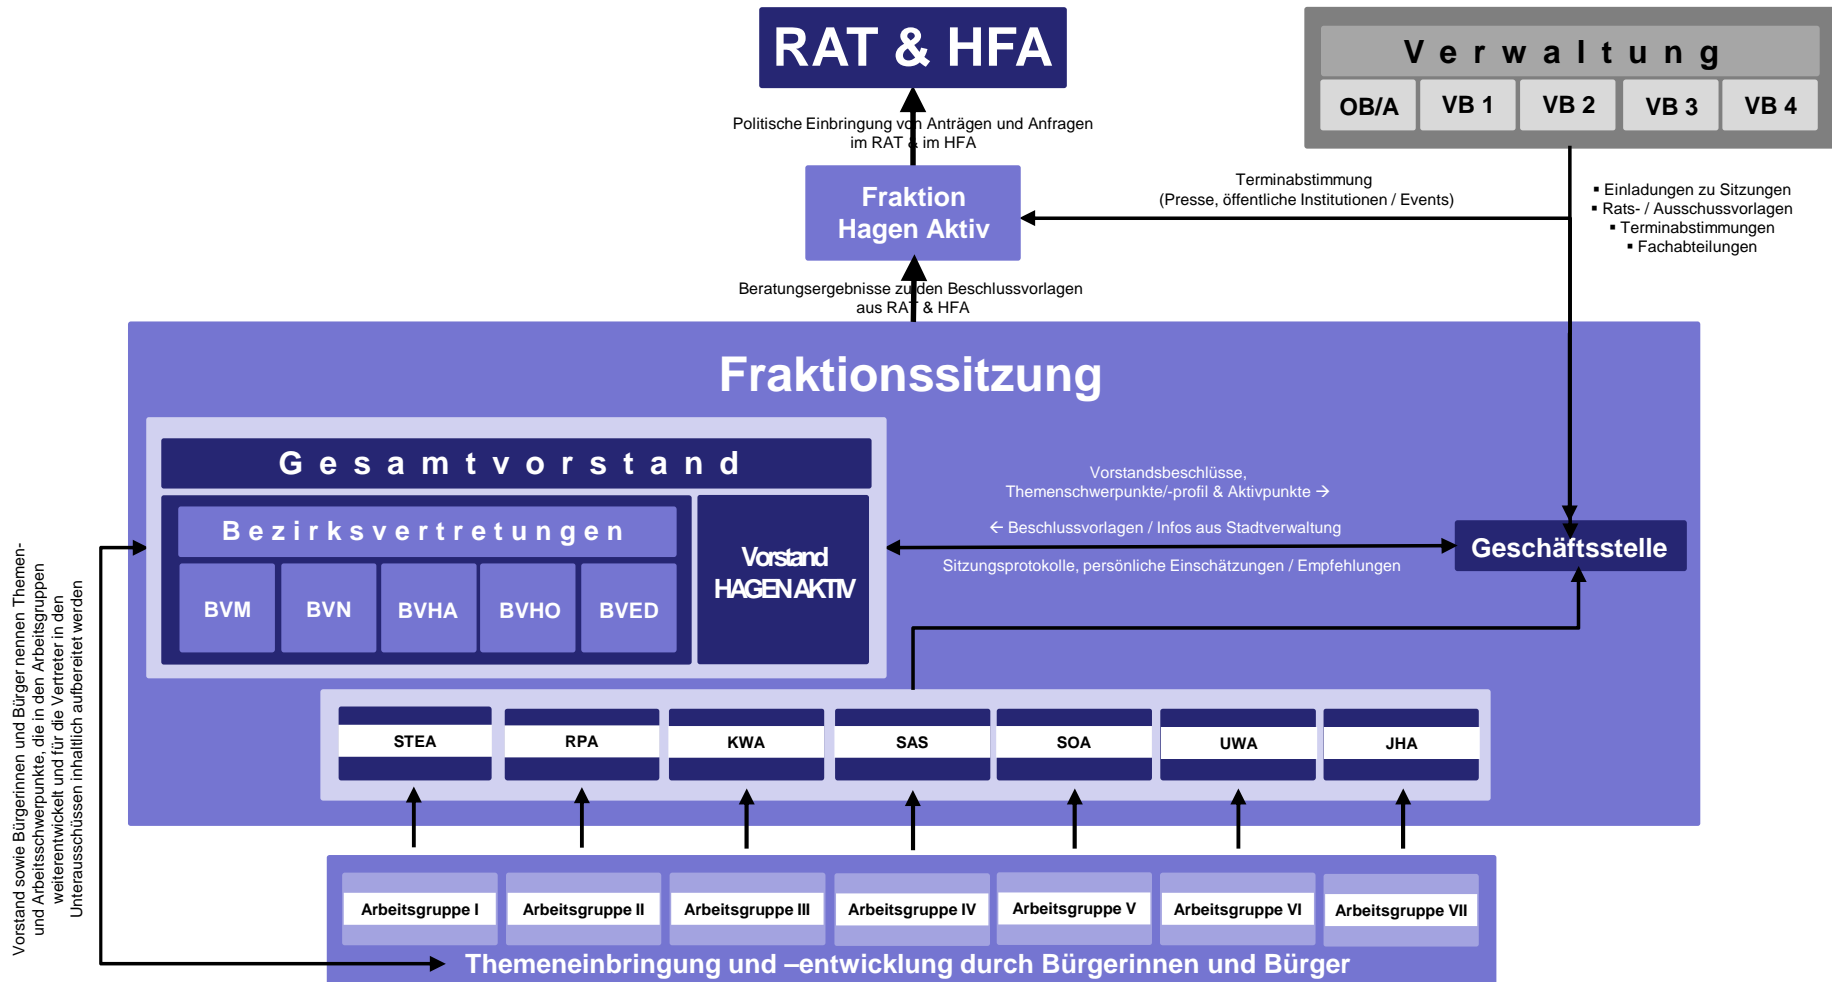 RAT & HFA
Verwaltung
OB/A
VB 1
VB 2
VB 3
VB 4
Politische Einbringung von Anträgen und Anfragen
im RAT & im HFA
Fraktion
Hagen Aktiv
Terminabstimmung
(Presse, öffentliche Institutionen / Events)
▪ Einladungen zu Sitzungen
▪ Rats- / Ausschussvorlagen
▪ Terminabstimmungen
▪ Fachabteilungen
Beratungsergebnisse zu den Beschlussvorlagen
aus RAT & HFA
Fraktionssitzung
Gesamtvorstand
Bezirksvertretungen
BVM
BVN
BVHA
BVHO
BVED
Vorstand
HAGEN AKTIV
Vorstandsbeschlüsse,
Themenschwerpunkte/-profil & Aktivpunkte →
← Beschlussvorlagen / Infos aus Stadtverwaltung
Sitzungsprotokolle, persönliche Einschätzungen / Empfehlungen
Geschäftsstelle
STEA
RPA
KWA
SAS
SOA
UWA
JHA
Arbeitsgruppe I
Arbeitsgruppe II
Arbeitsgruppe III
Arbeitsgruppe IV
Arbeitsgruppe V
Arbeitsgruppe VI
Arbeitsgruppe VII
Themeneinbringung und –entwicklung durch Bürgerinnen und Bürger
Vorstand sowie Bürgerinnen und Bürger nennen Themen-
und Arbeitsschwerpunkte, die in den Arbeitsgruppen
weiterentwickelt und für die Vertreter in den
Unterausschüssen inhaltlich aufbereitet werden